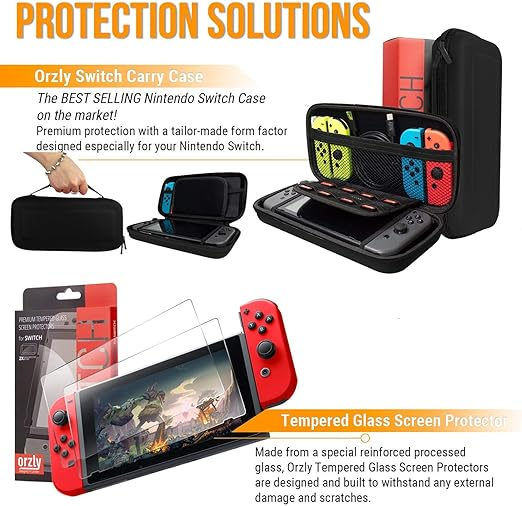 PROTECTION SOLUTIONS
Orzly Switch Carry Case
The BEST SELLING Nintendo Switch Case
on the market!
Premium protection with a tailor-made form factor
designed especially for your Nintendo Switch.
TCH
PREMIUM TEMPERED GLASS
SCREEN PROTECTORS
for SWITCH
2X
TCH
orzly
Tempered Glass Screen Protector
Made from a special reinforced processed
glass, Orzly Tempered Glass Screen Protectors
are designed and built to withstand any external
damage and scratches.